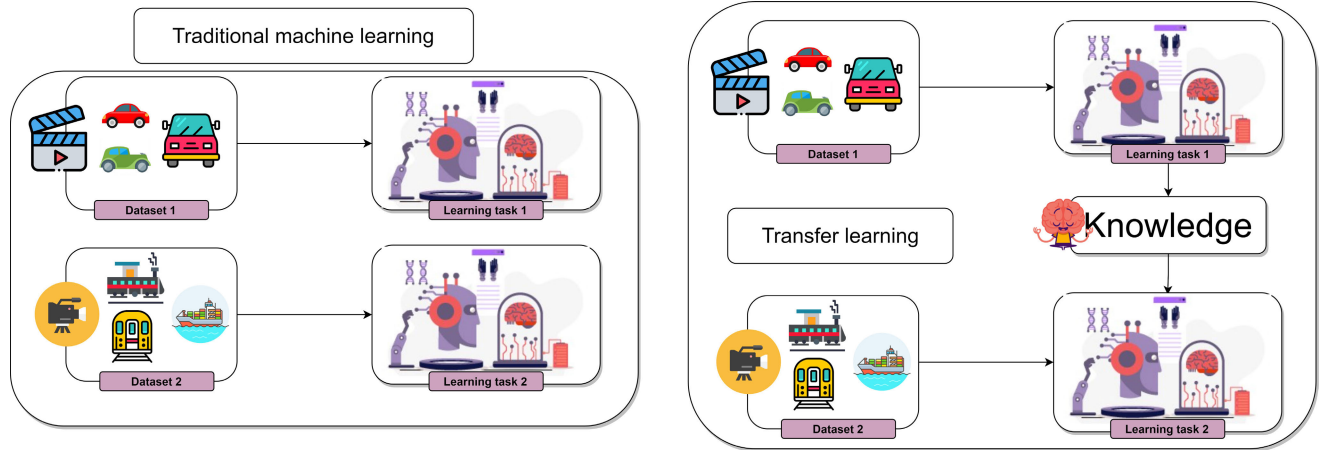 Traditional machine learning
Dataset 1
Learning task 1
Dataset 2
Learning task 2
Dataset 1
Learning task 1
Transfer learning
Knowledge
Dataset 2
Learning task 2